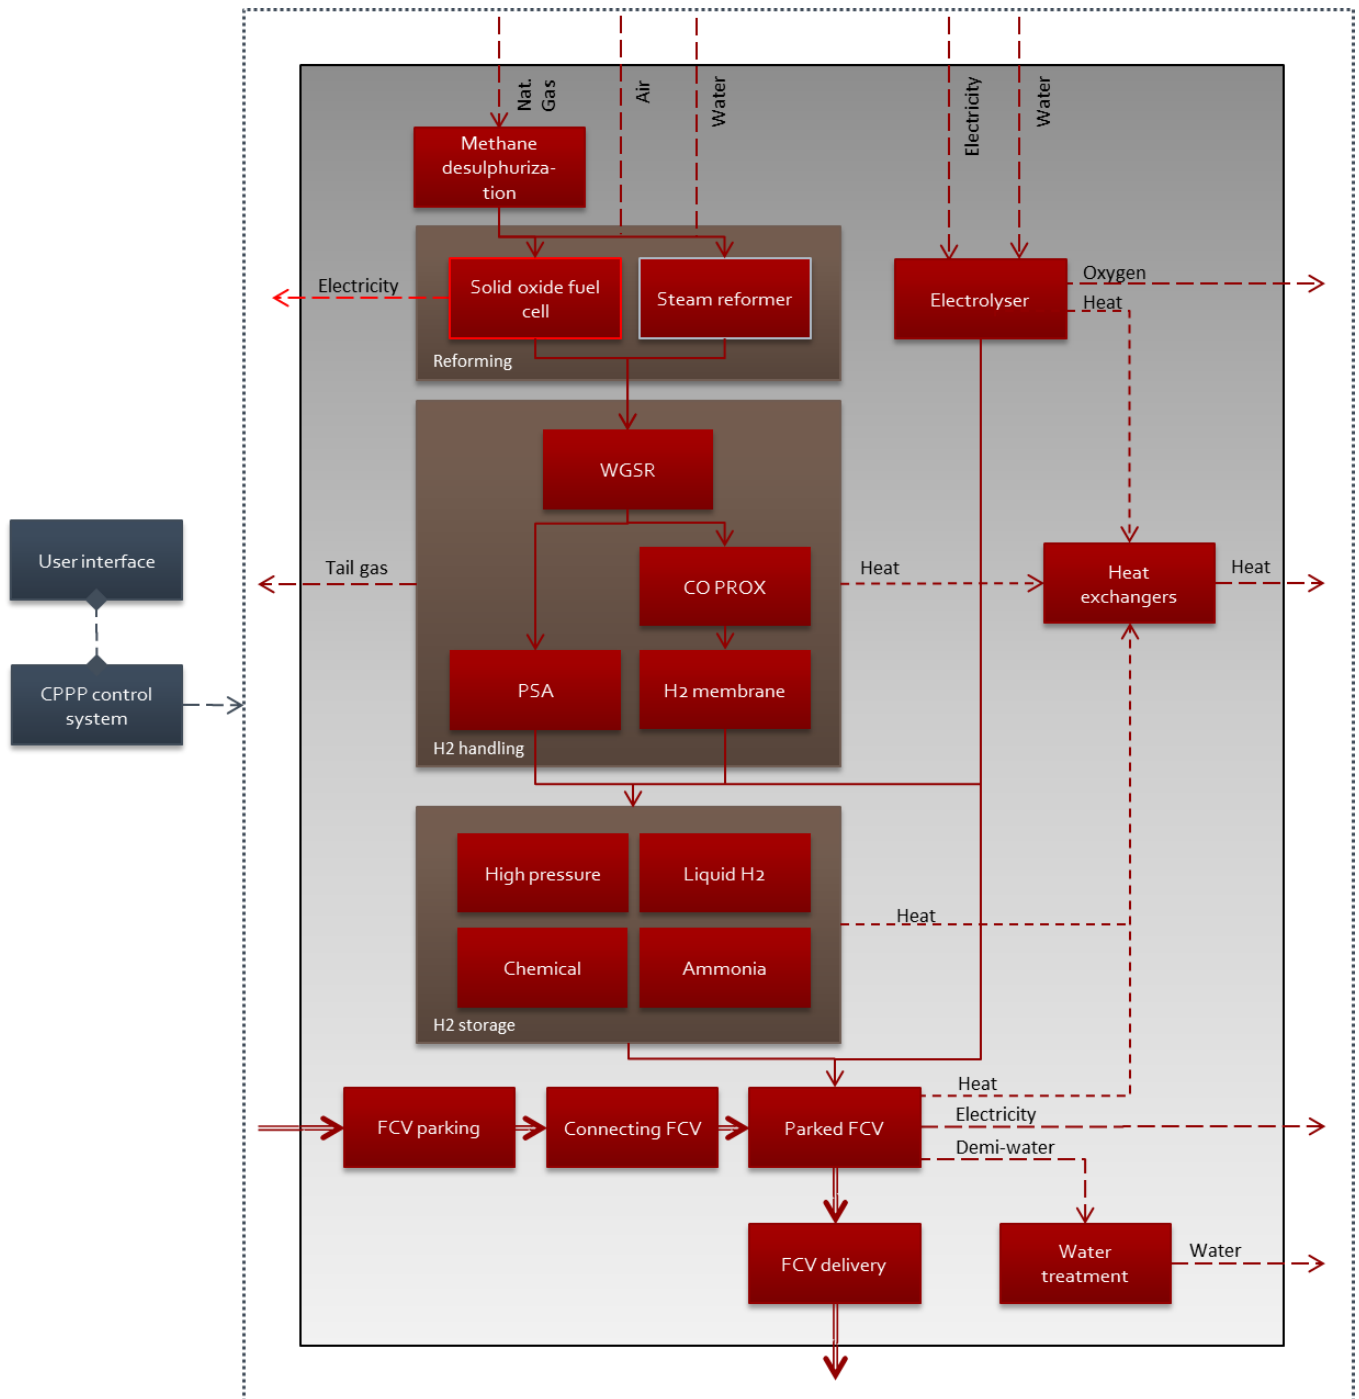 Nat.
Gas
Air
Water
Electricity
Water
Methane
desulphuriza-
tion
Electricity
Solid oxide fuel
cell
Steam reformer
Reforming
Electrolyser
Oxygen
Heat
WGSR
User interface
Tail gas
CO PROX
Heat
Heat
exchangers
Heat
CPPP control
system
PSA
H2 membrane
H2 handling
High pressure
Liquid H2
Heat
Chemical
Ammonia
H2 storage
FCV parking
Connecting FCV
Parked FCV
Heat
Electricity
Demi-water
FCV delivery
Water
treatment
Water